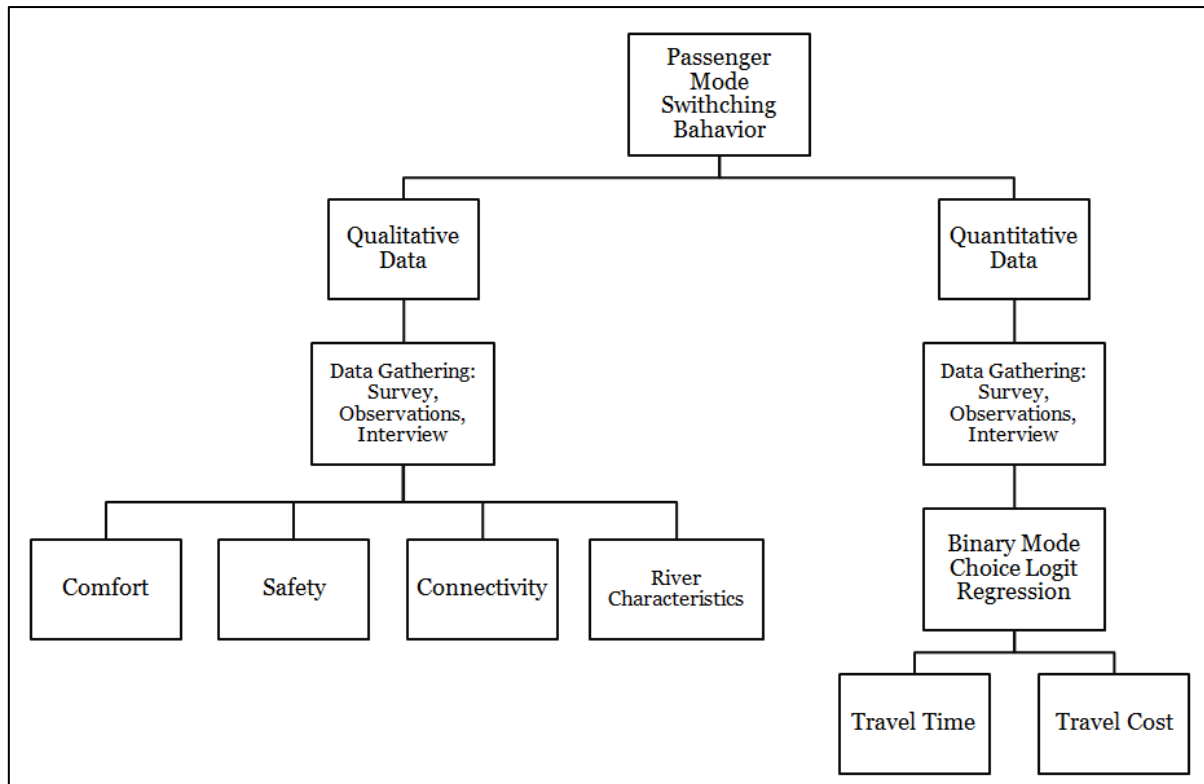 Passenger
Mode
Swithching
Bahavior
Qualitative
Data
Quantitative
Data
Data Gathering:
Survey,
Observations,
Interview
Data Gathering:
Survey,
Observations,
Interview
Comfort
Safety
Connectivity
River
Characteristics
Binary Mode
Choice Logit
Regression
Travel Time
Travel Cost